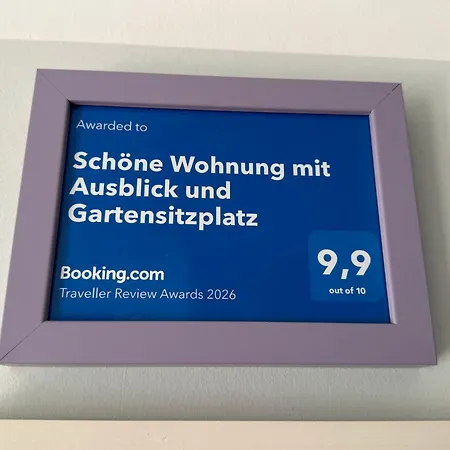 Awarded to
Schöne Wohnung mit
Ausblick und
Gartensitzplatz
Booking.com
Traveller Review Awards 2026
9,9
out of 10